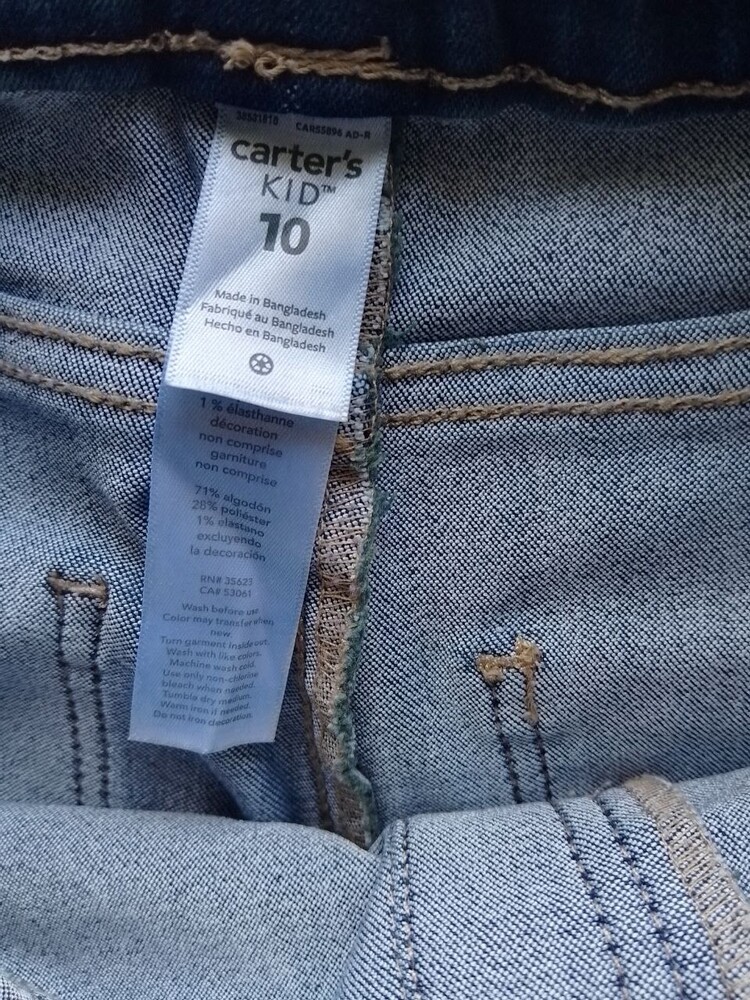 CARS5896 AD-R
carter's
KID™
10
Made in Bangladesh
Fabriqué au Bangladesh
Hecho en Bangladesh
1 % élasthanne
décoration
non comprise
garniture
non comprise
71% algodón
28% poliéster
1% elastano
excluyendo
la decoración
RN# 35623
CA# 53061
Wash before use
Color may transfer when
new.
Turn garment inside out.
Wash with like colors.
Machine wash cold.
Use only non-chlorine
bleach when needed.
Tumble dry medium.
Warm iron if needed.
Do not iron decoration.